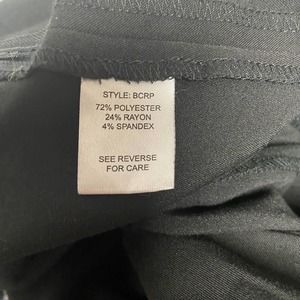 STYLE: BCRP
72% POLYESTER
24% RAYON
4% SPANDEX
SEE REVERSE
FOR CARE